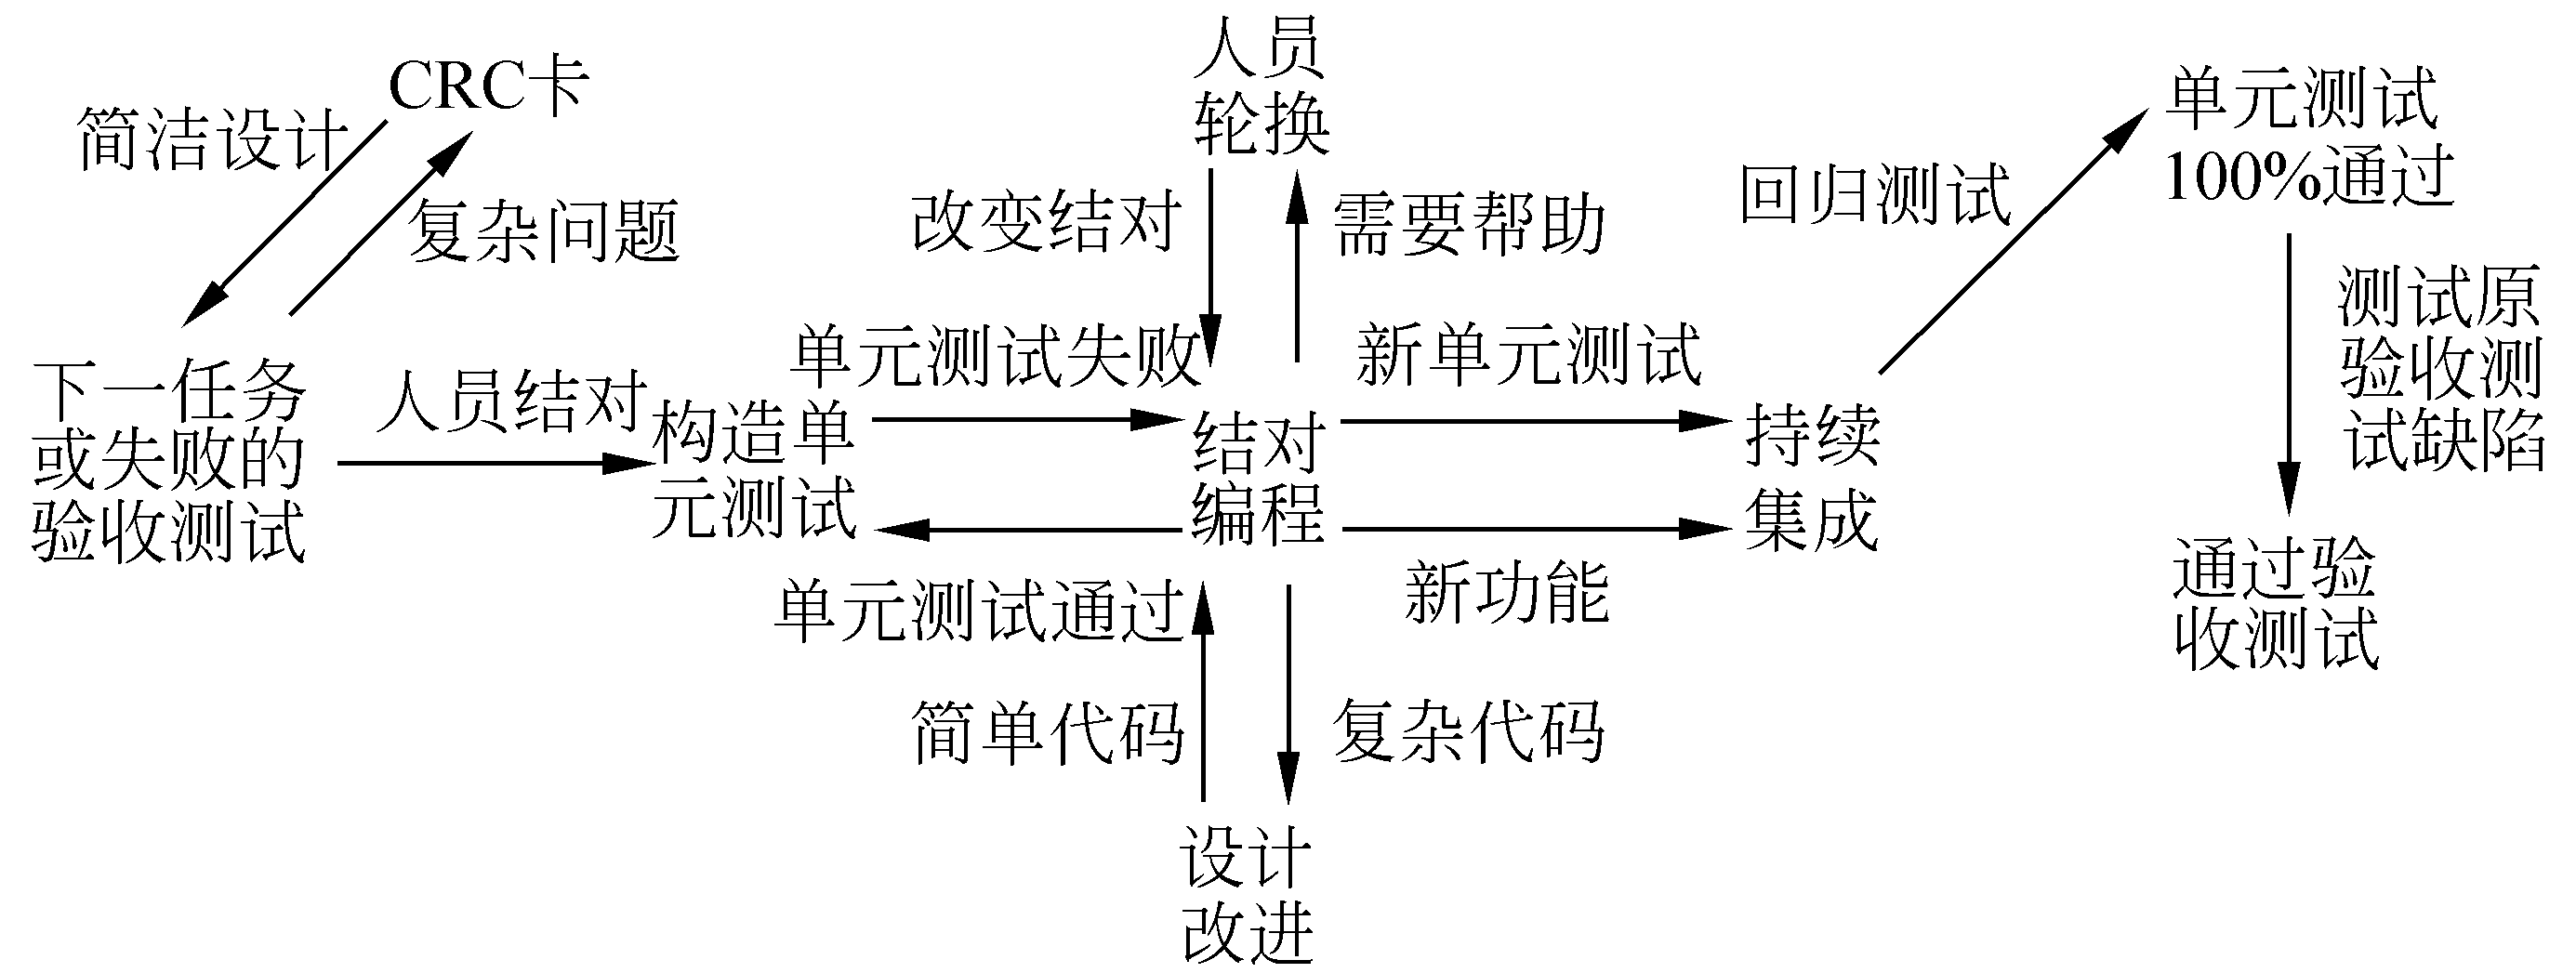 CRC卡
简洁设计
复杂问题
下一任务
或失败的
验收测试
人员结对
构造单
元测试
人员
轮换
改变结对
需要帮助
单元测试失败
新单元测试
结对
编程
单元测试通过
新功能
简单代码
复杂代码
设计
改进
持续
集成
回归测试
单元测试
100%通过
测试原
验收测
试缺陷
通过验
收测试